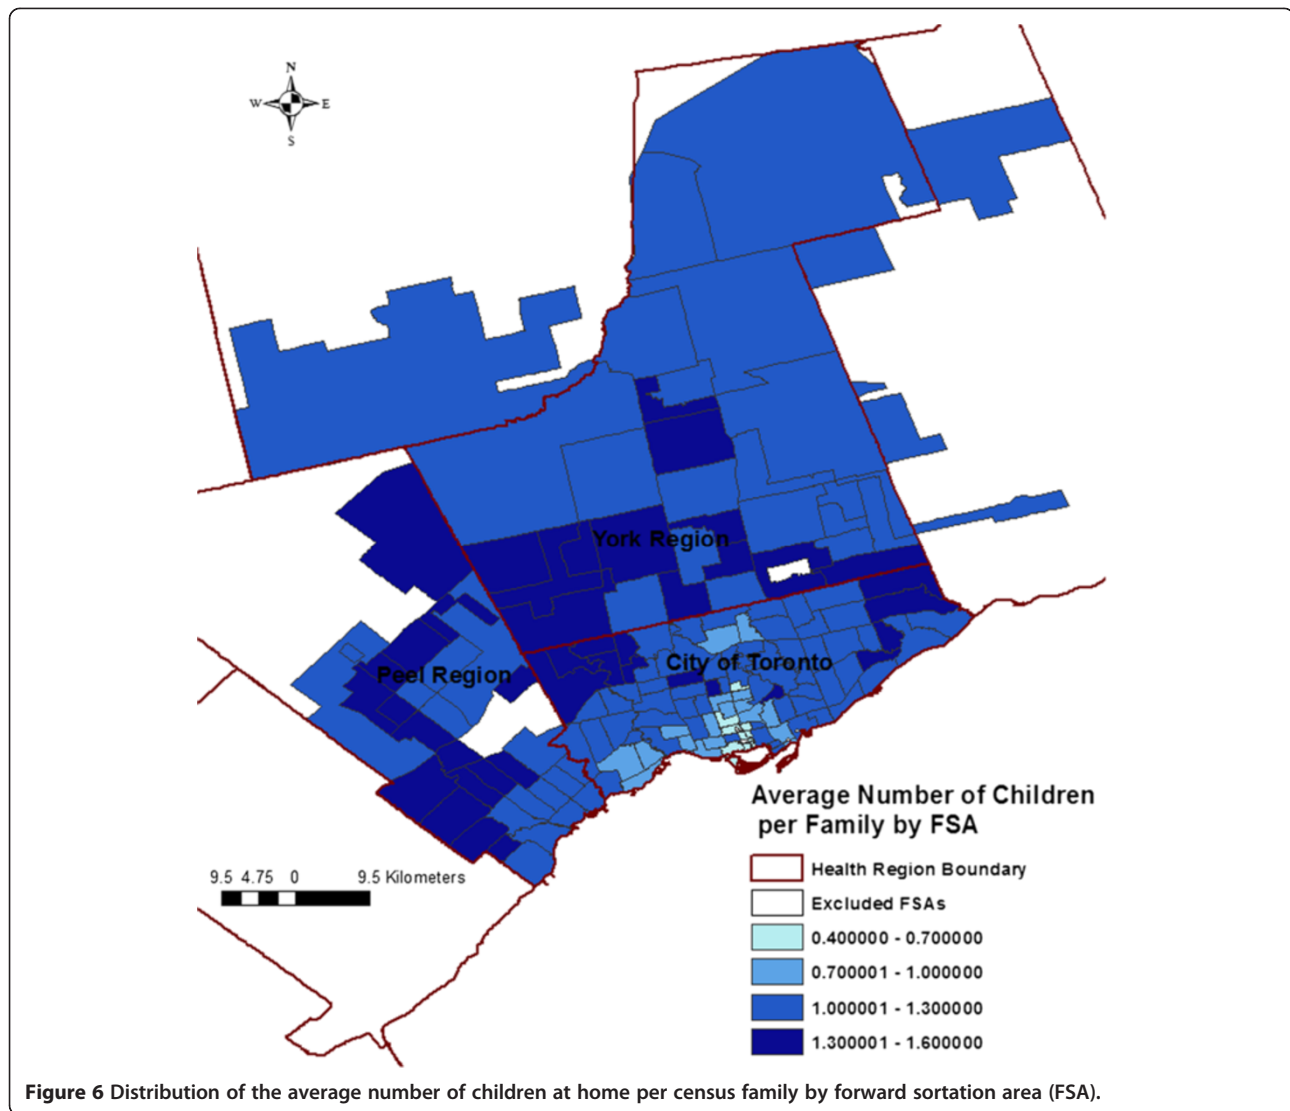 N
W E
S
York Region
City of Toronto
Peel Region
Average Number of Children
per Family by FSA
Health Region Boundary
Excluded FSAs
0.400000 - 0.700000
0.700001 - 1.000000
1.000001 - 1.300000
1.300001 - 1.600000
9.5 4.75 0 9.5 Kilometers
Figure 6 Distribution of the average number of children at home per census family by forward sortation area (FSA).